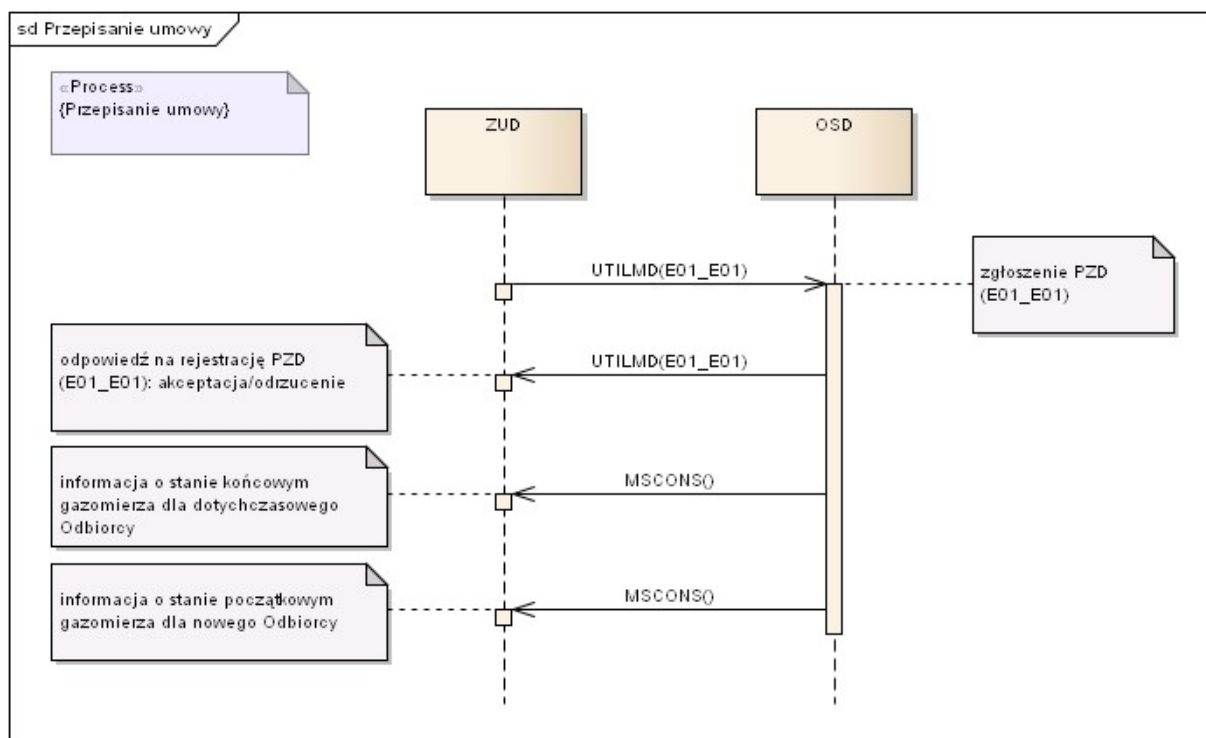 sd Przepisanie umowy
«Process»
{Przepisanie umowy}
ZUD
OSD
UTILMD(E01_E01)
zgłoszenie PZD
(E01_E01)
odpowiedź na rejestrację PZD
(E01_E01): akceptacja/odrzucenie
UTILMD(E01_E01)
informacja o stanie końcowym
gazomierza dla dotychczasowego
Odbiorcy
MSCONS()
informacja o stanie początkowym
gazomierza dla nowego Odbiorcy
MSCONS()